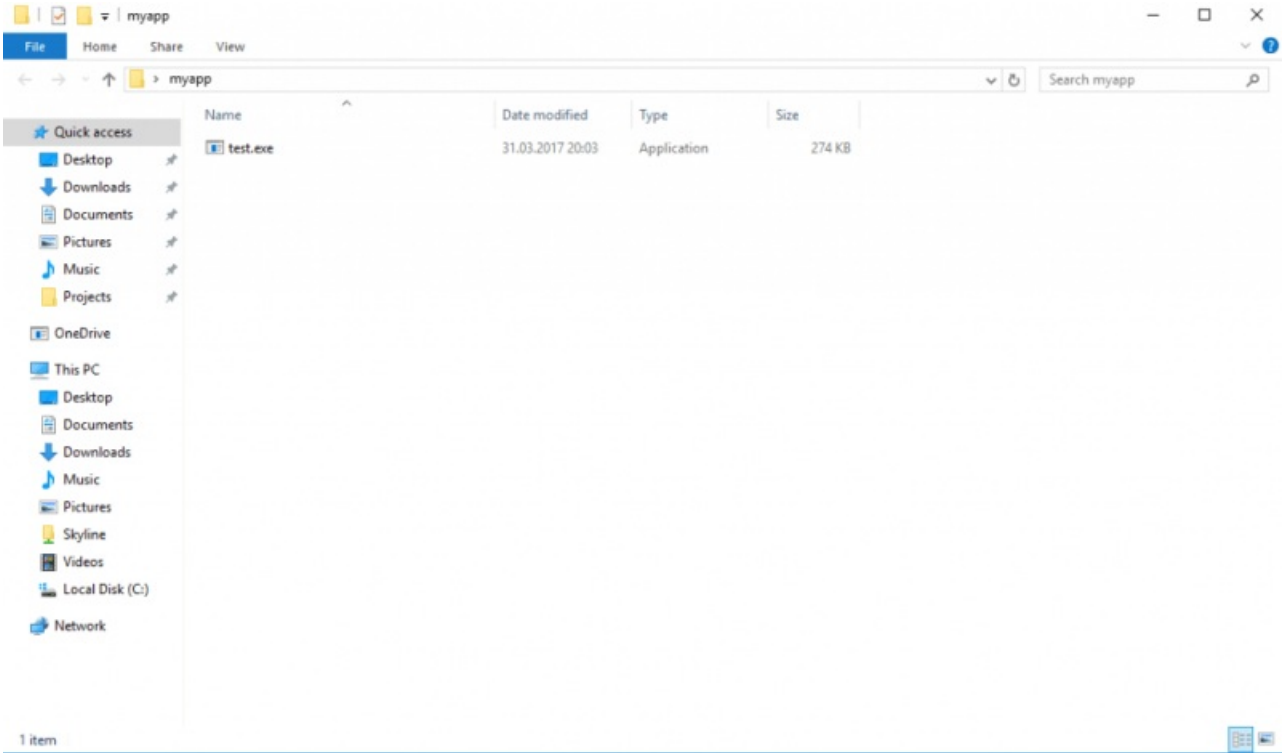 myapp
File Home Share View
myapp Search myapp
Name Date modified Type Size
Quick access
test.exe 31.03.2017 20:03 Application 274 KB
Desktop
Downloads
Documents
Pictures
Music
Projects
OneDrive
This PC
Desktop
Documents
Downloads
Music
Pictures
Skyline
Videos
Local Disk (C:)
Network
1 item